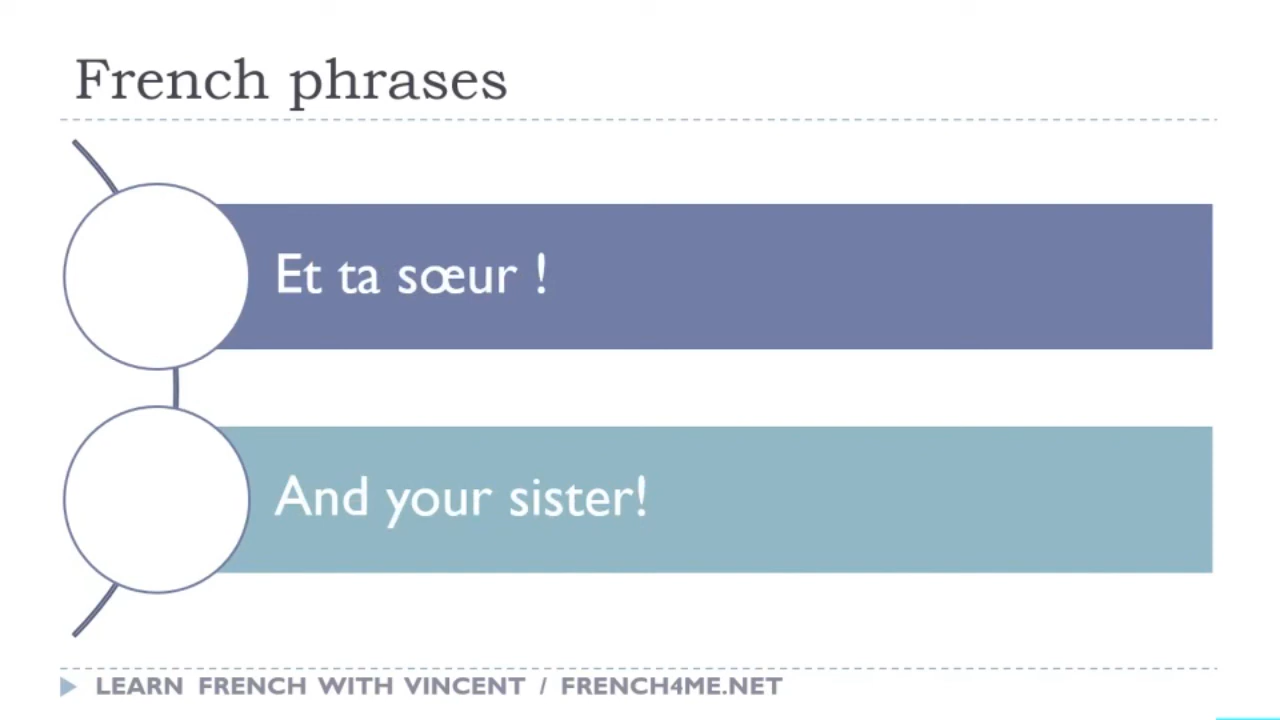 French phrases
Et ta sœur !
And your sister!
LEARN FRENCH WITH VINCENT / FRENCH4ME.NET